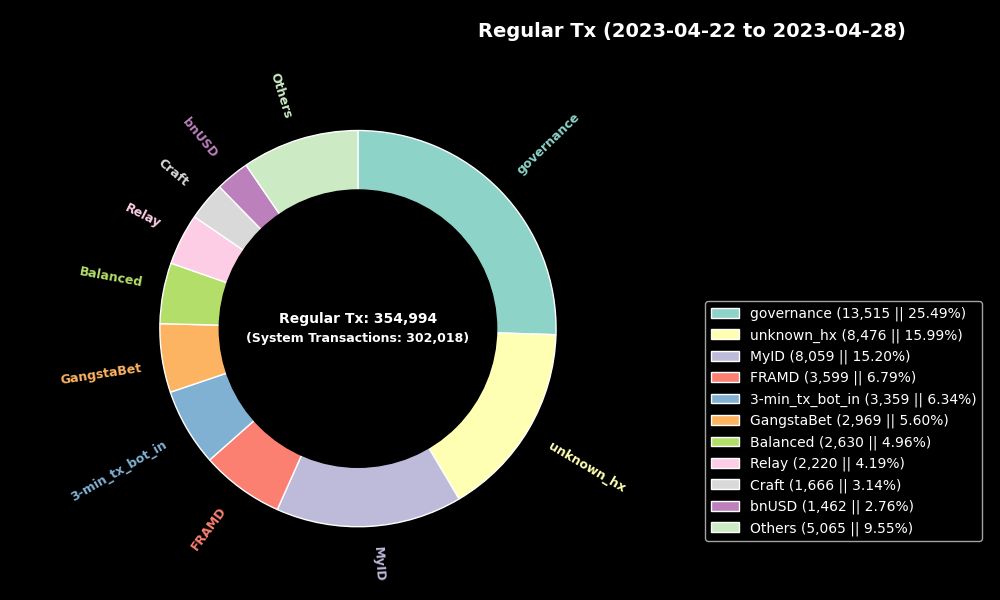 Regular Tx (2023-04-22 to 2023-04-28)
Others
governance
bnUSD
Craft
Relay
Balanced
GangstaBet
3-min_tx_bot_in
FRAMD
MyID
unknown_hx
Regular Tx: 354,994
(System Transactions: 302,018)
governance (13,515 || 25.49%)
unknown_hx (8,476 || 15.99%)
MyID (8,059 || 15.20%)
FRAMD (3,599 || 6.79%)
3-min_tx_bot_in (3,359 || 6.34%)
GangstaBet (2,969 || 5.60%)
Balanced (2,630 || 4.96%)
Relay (2,220 || 4.19%)
Craft (1,666 || 3.14%)
bnUSD (1,462 || 2.76%)
Others (5,065 || 9.55%)